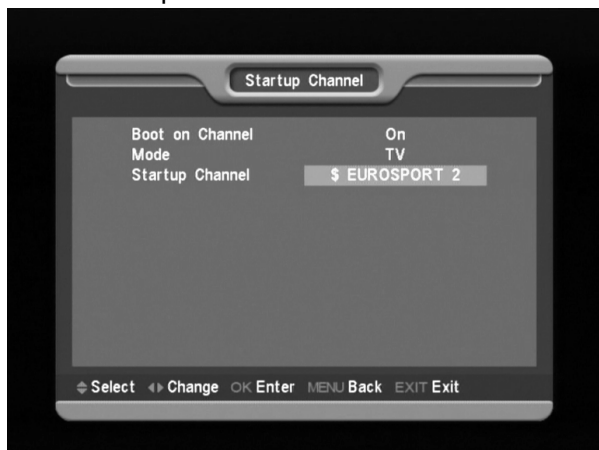 Startup Channel
Boot on Channel On
Mode TV
Startup Channel $ EUROSPORT 2
Select Change OK Enter MENU Back EXIT Exit